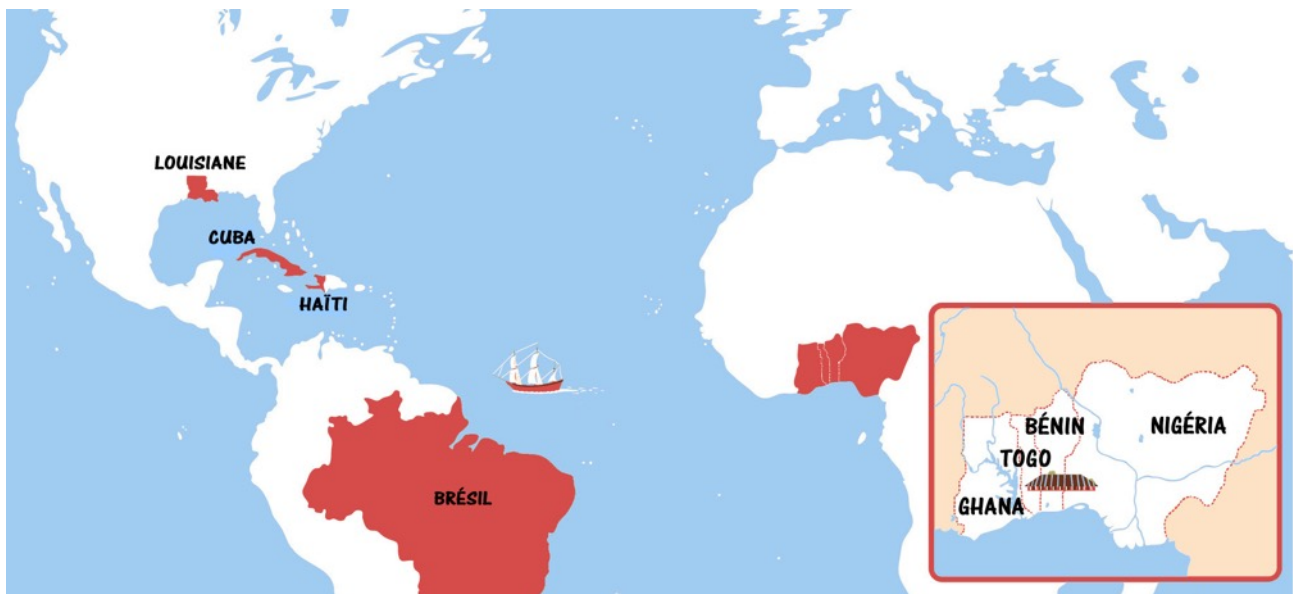 LOUISIANE
CUBA
HAÏTI
BRÉSIL
BÉNIN
NIGÉRIA
TOGO
GHANA